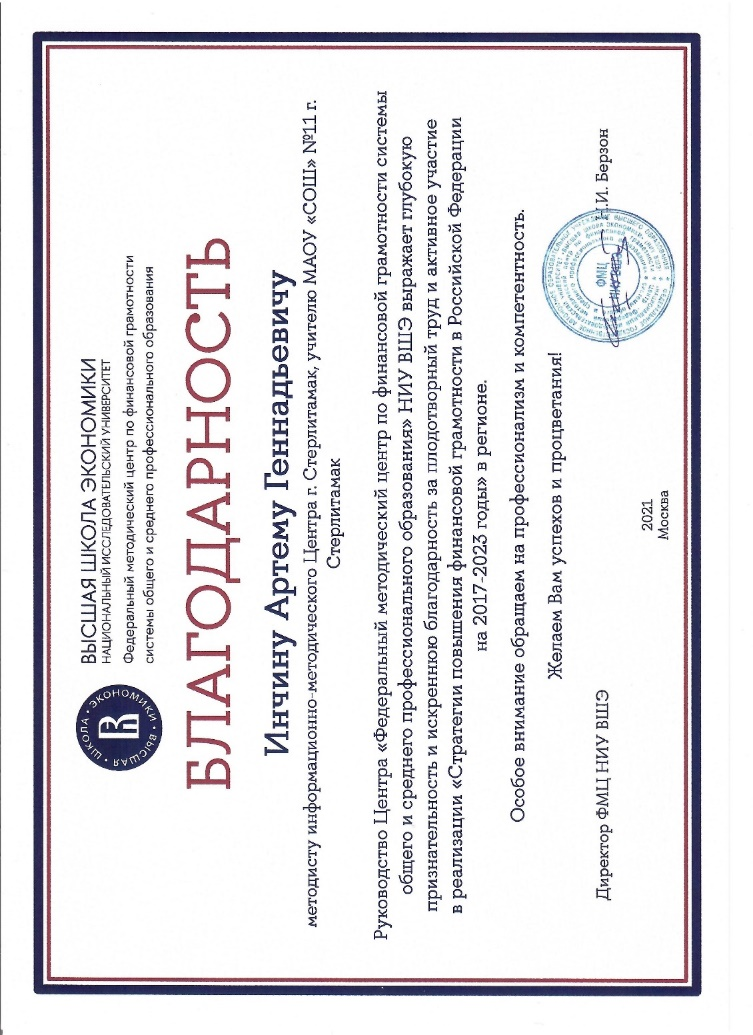 ВЫСШАЯ ШКОЛА ЭКОНОМИКИ
НАЦИОНАЛЬНЫЙ ИССЛЕДОВАТЕЛЬСКИЙ УНИВЕРСИТЕТ
Федеральный методический центр по финансовой грамотности
системы общего и среднего профессионального образования
ВЫСШАЯ • ШКОЛА • ЭКОНОМИКИ •
БЛАГОДАРНОСТЬ
Инчину Артему Геннадьевичу
методисту информационно-методического Центра г. Стерлитамак, учителю МАОУ «СОШ» №11 г.
Стерлитамак
Руководство Центра «Федеральный методический центр по финансовой грамотности системы
общего и среднего профессионального образования» НИУ ВШЭ выражает глубокую
признательность и искреннюю благодарность за плодотворный труд и активное участие
в реализации «Стратегии повышения финансовой грамотности в Российской Федерации
на 2017-2023 годы» в регионе.
Особое внимание обращаем на профессионализм и компетентность.
Желаем Вам успехов и процветания!
Директор ФМЦ НИУ ВШЭ
ФМЦ
.И. Берзон
2021
Москва